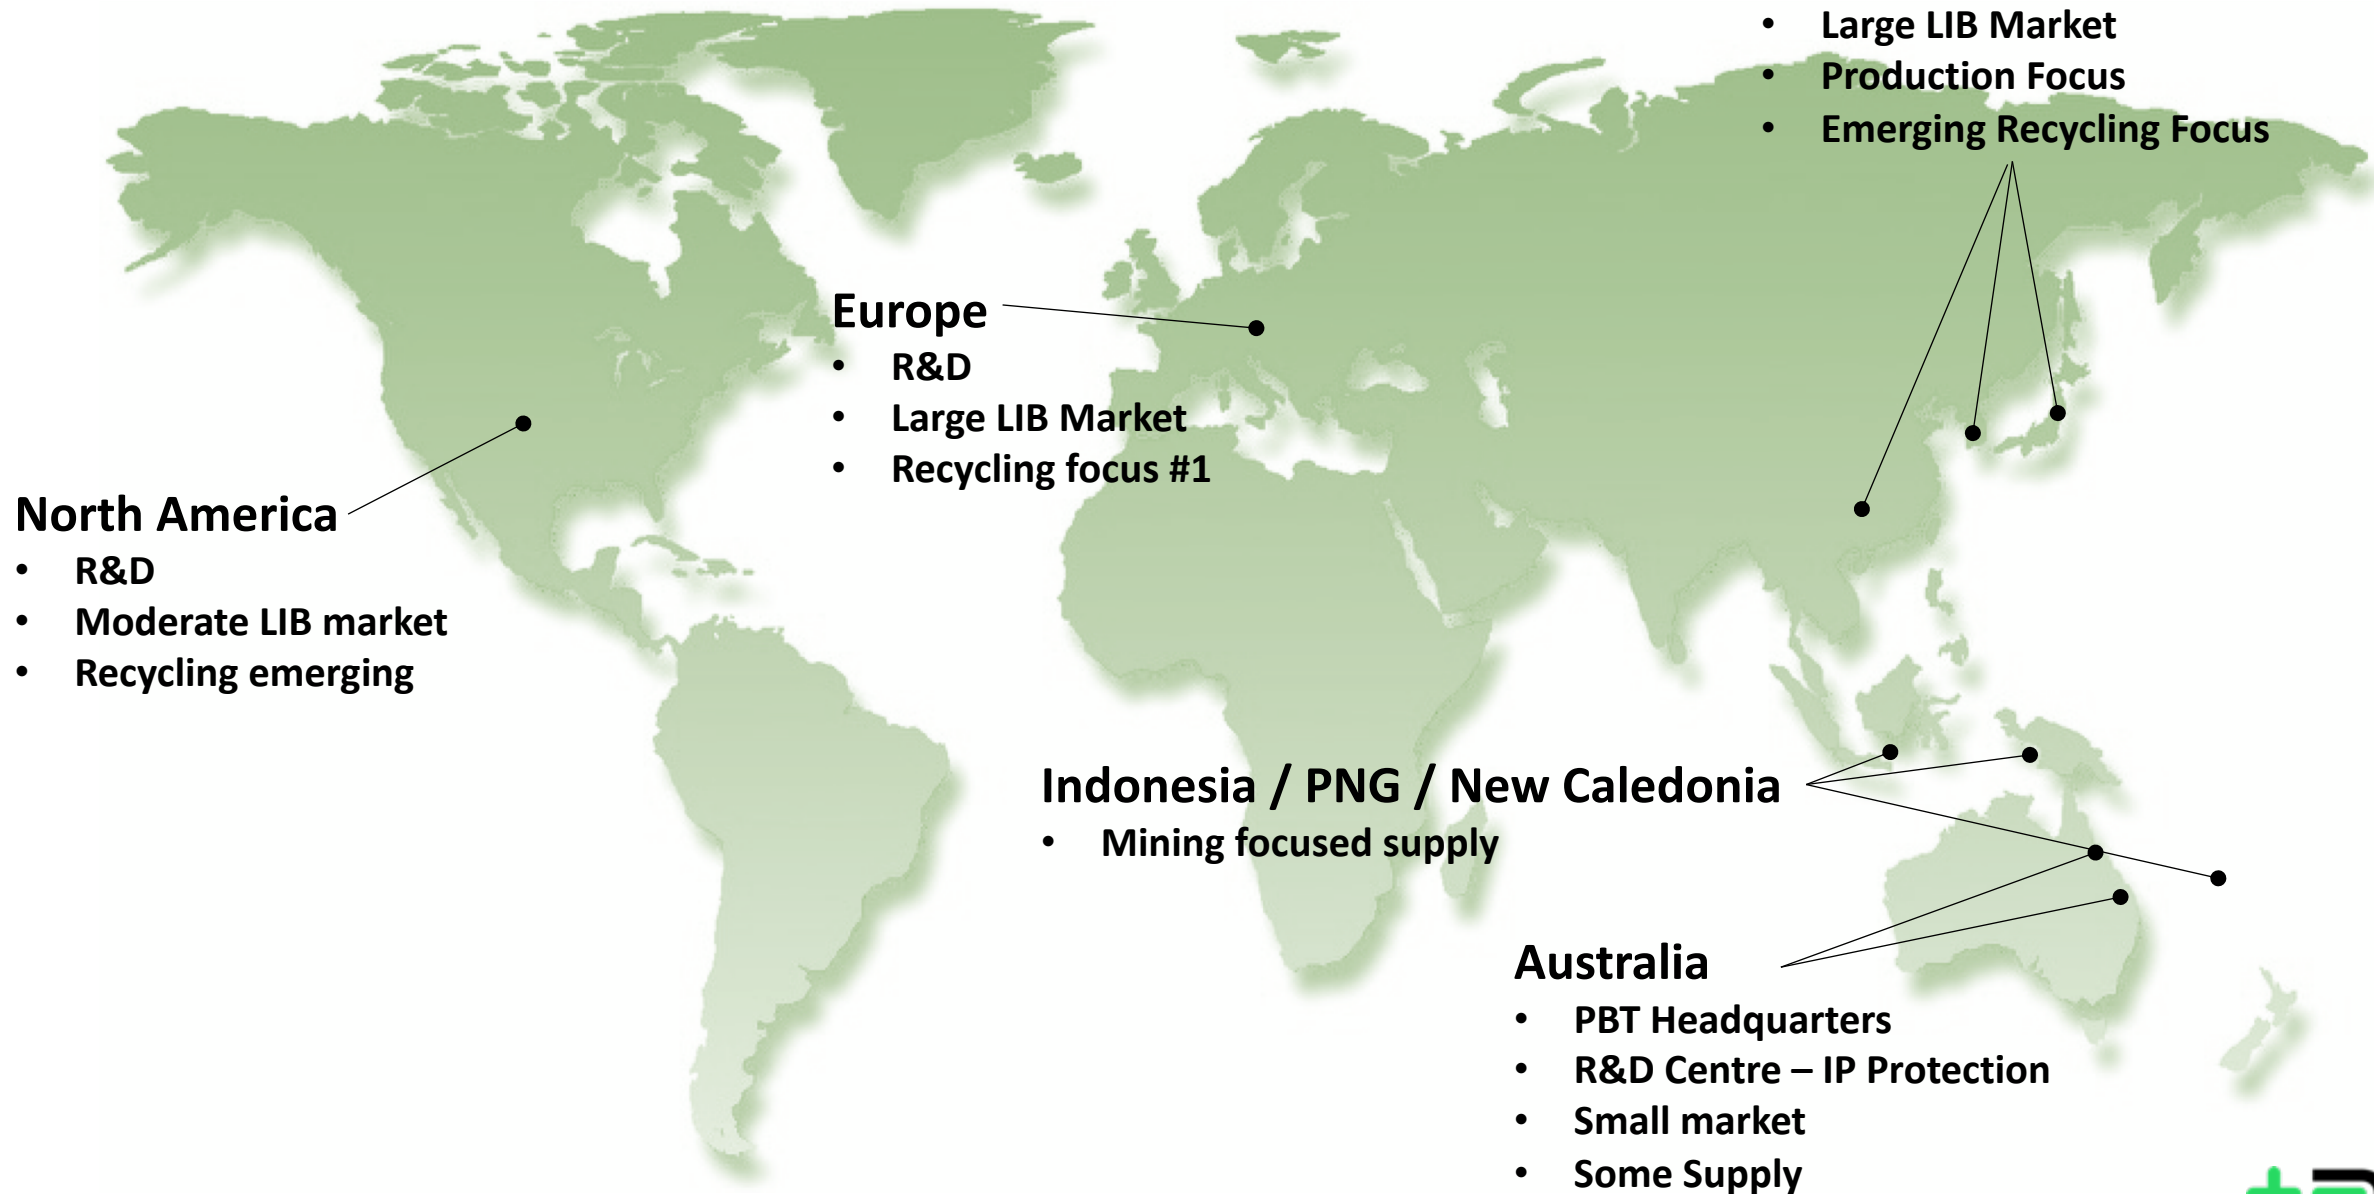 • Large LIB Market
• Production Focus
• Emerging Recycling Focus
Europe
• R&D
• Large LIB Market
• Recycling focus #1
North America
• R&D
• Moderate LIB market
• Recycling emerging
Indonesia / PNG / New Caledonia
• Mining focused supply
Australia
• PBT Headquarters
• R&D Centre – IP Protection
• Small market
• Some Supply